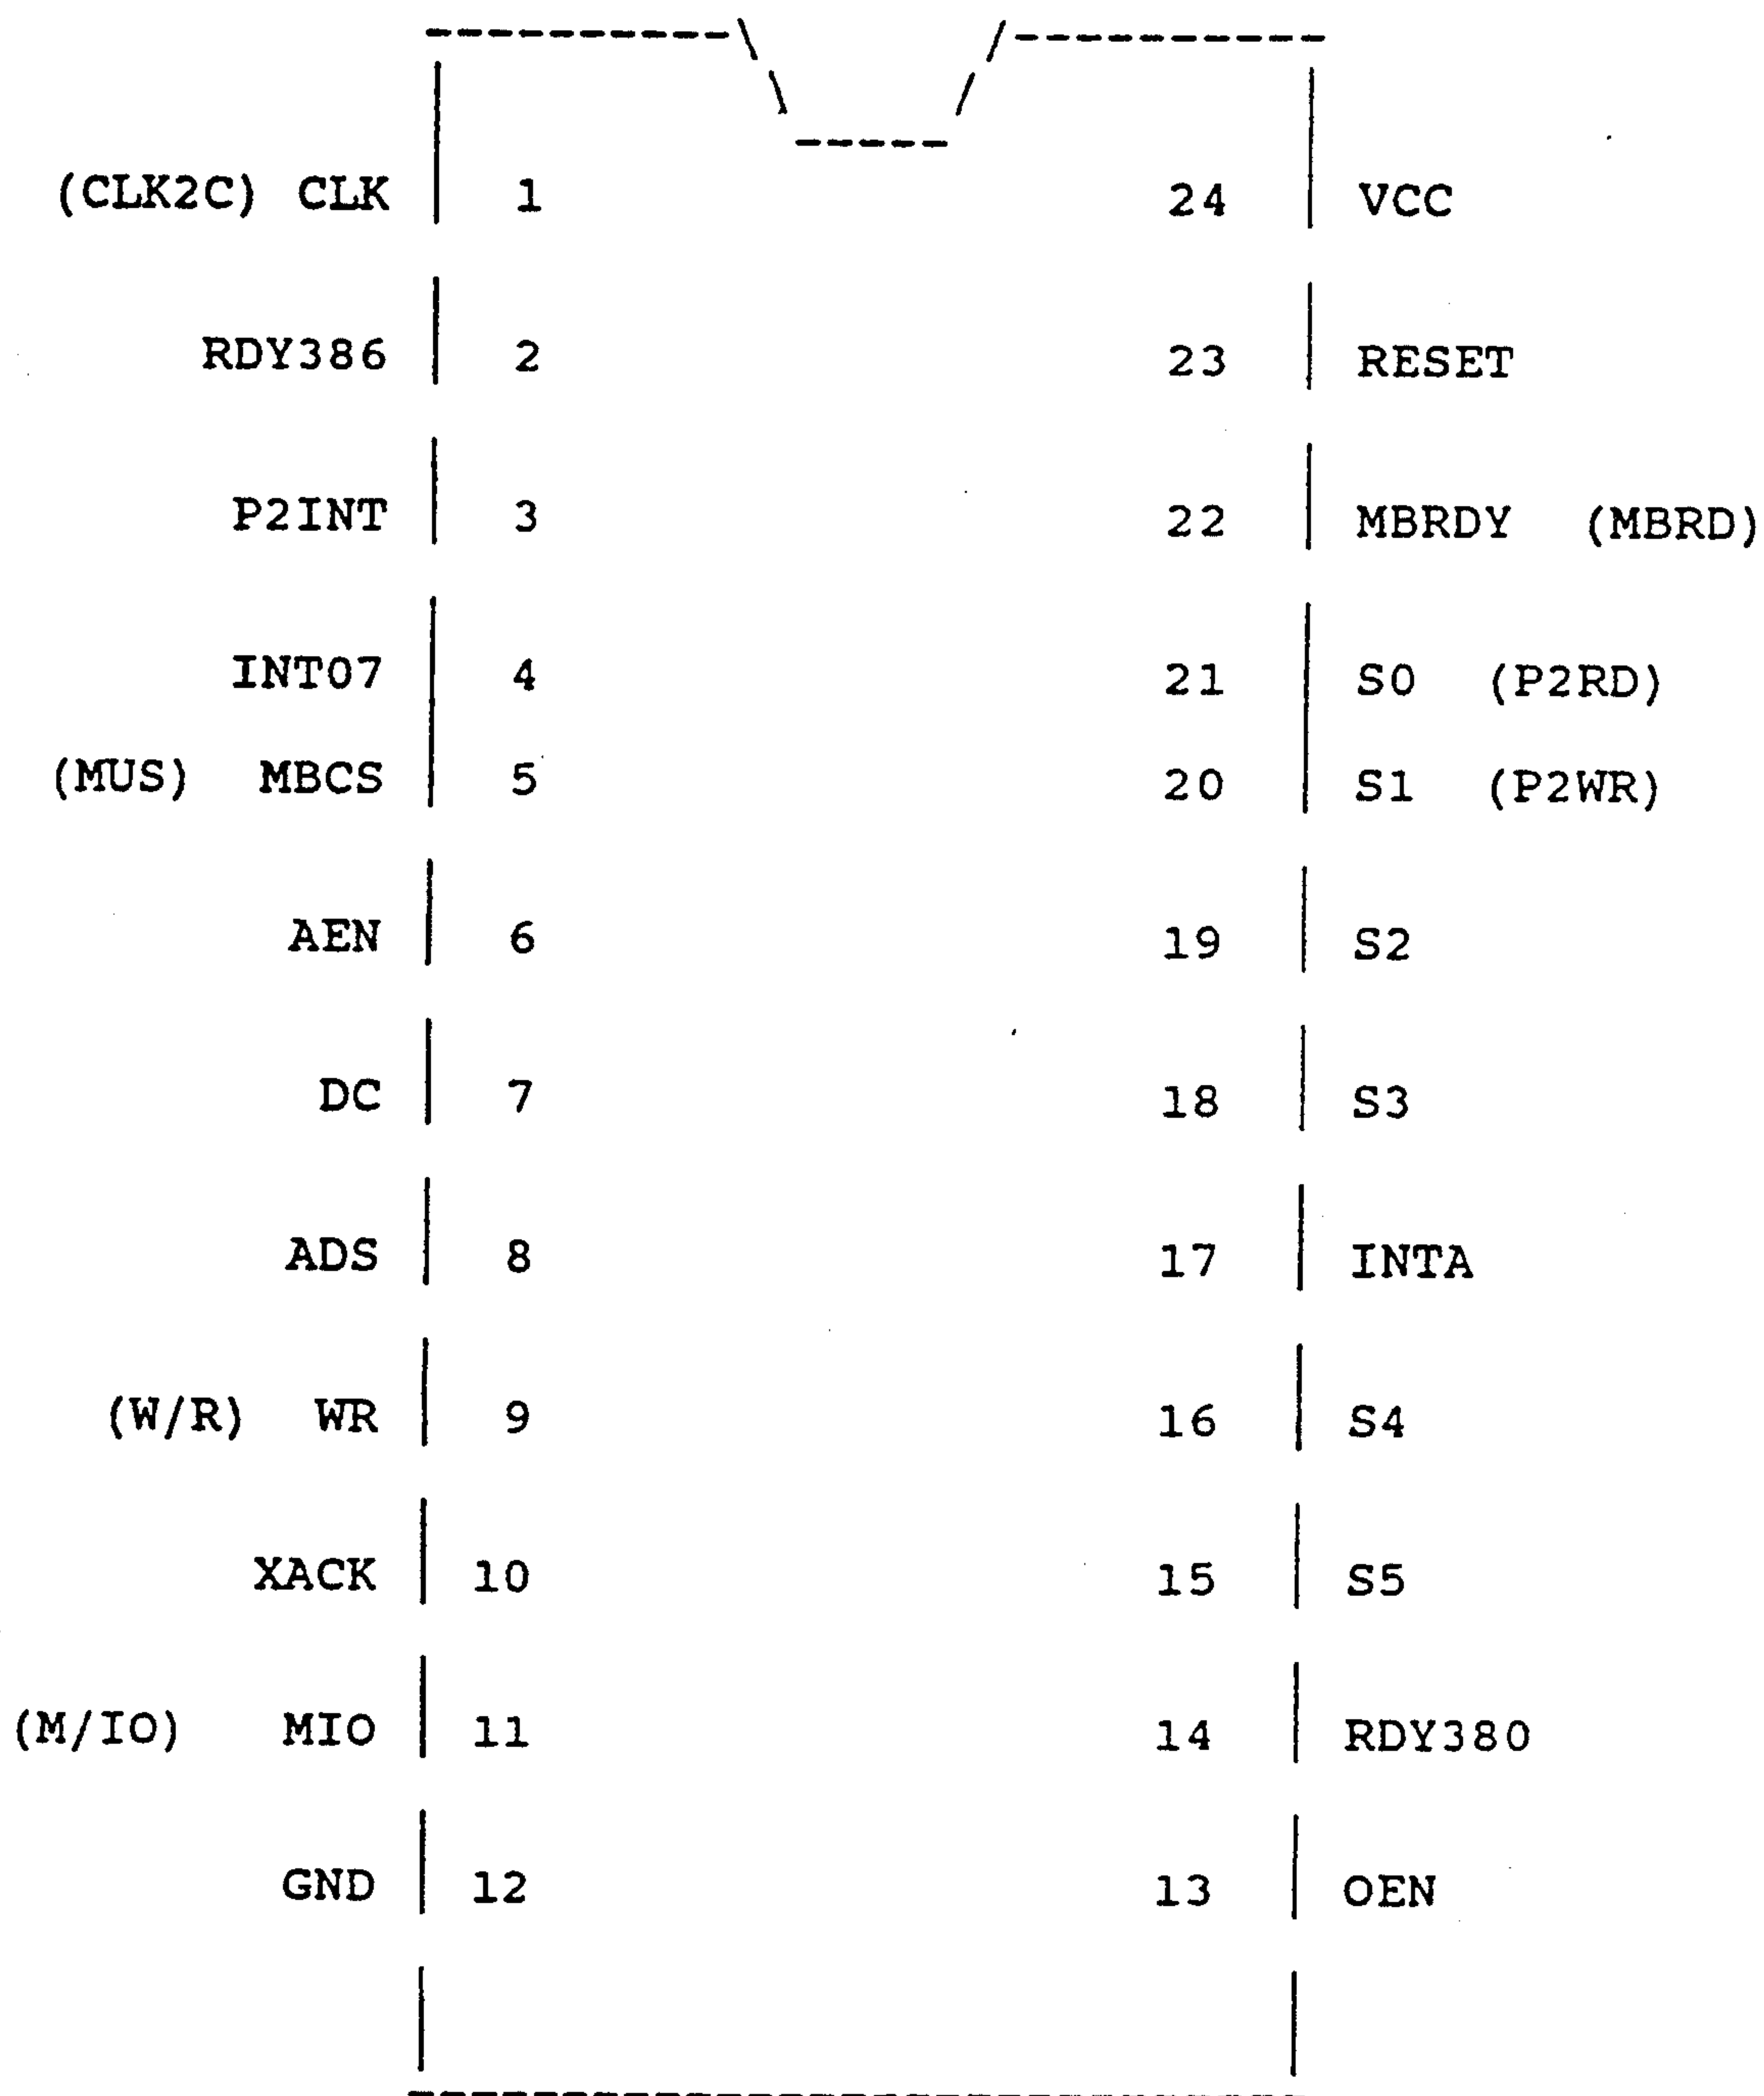 (CLK2C) CLK 1 24 VCC
RDY386 2 23 RESET
P2INT 3 22 MBRDY (MBRD)
INT07 4 21 S0 (P2RD)
(MUS) MBCS 5 20 S1 (P2WR)
AEN 6 19 S2
DC 7 18 S3
ADS 8 17 INTA
(W/R) WR 9 16 S4
XACK 10 15 S5
(M/IO) MIO 11 14 RDY380
GND 12 13 OEN